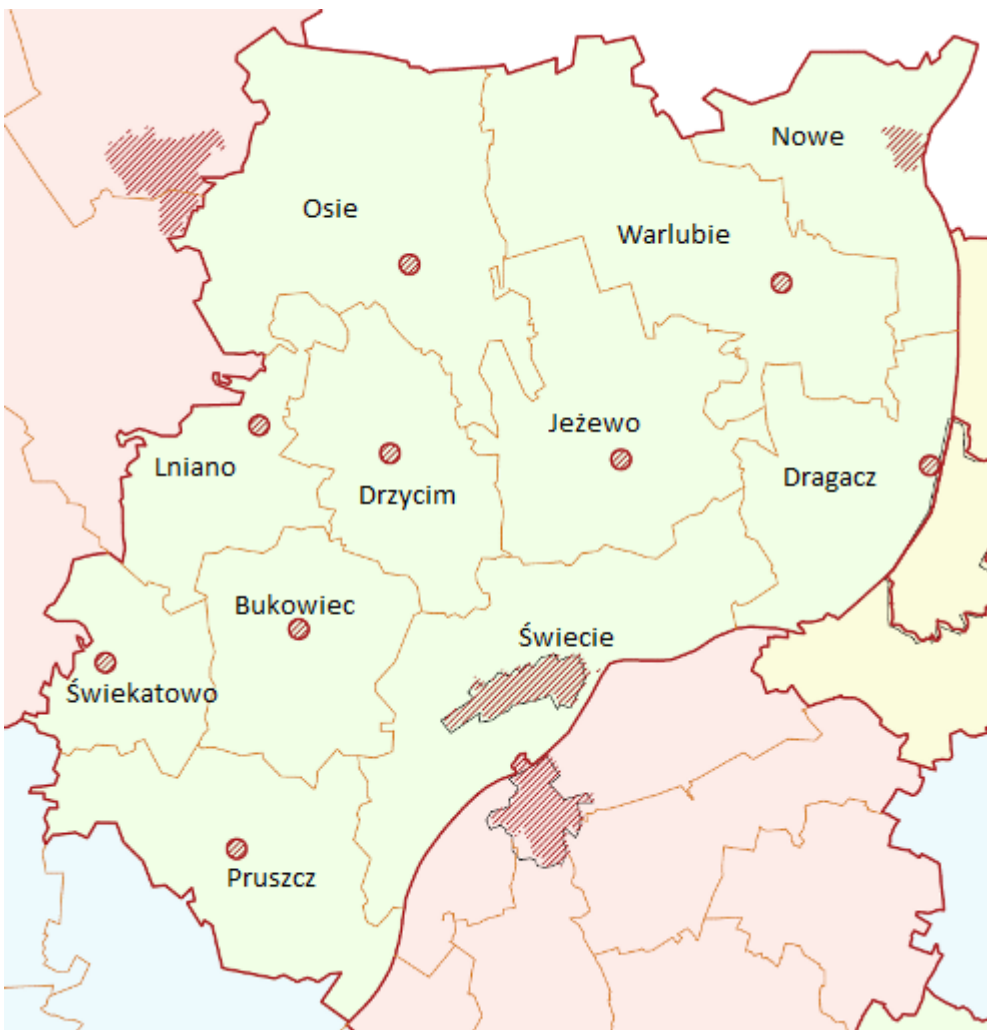 Nowe
Osie
Warlubie
Jeżewo
Lniano
Dragacz
Drzycim
Bukowiec
Świecie
Świekatowo
Pruszcz